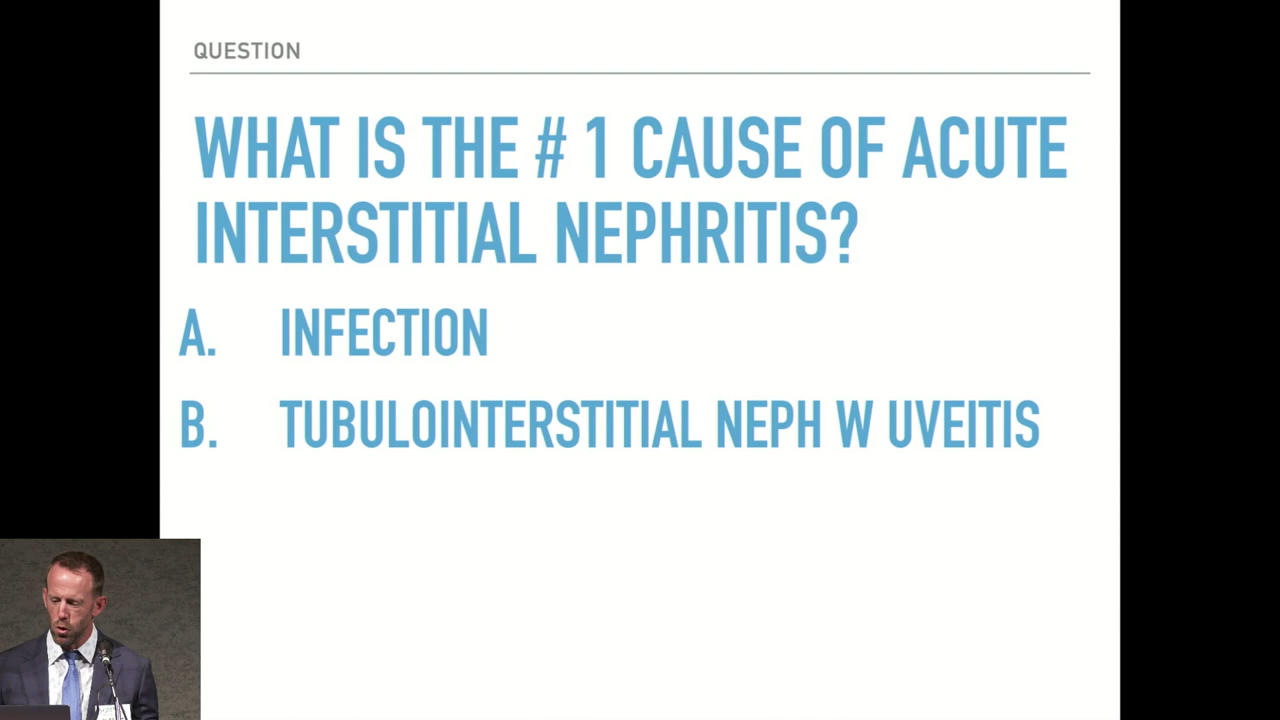 QUESTION
WHAT IS THE # 1 CAUSE OF ACUTE
INTERSTITIAL NEPHRITIS?
A. INFECTION
B. TUBULOINTERSTITIAL NEPH W UVEITIS